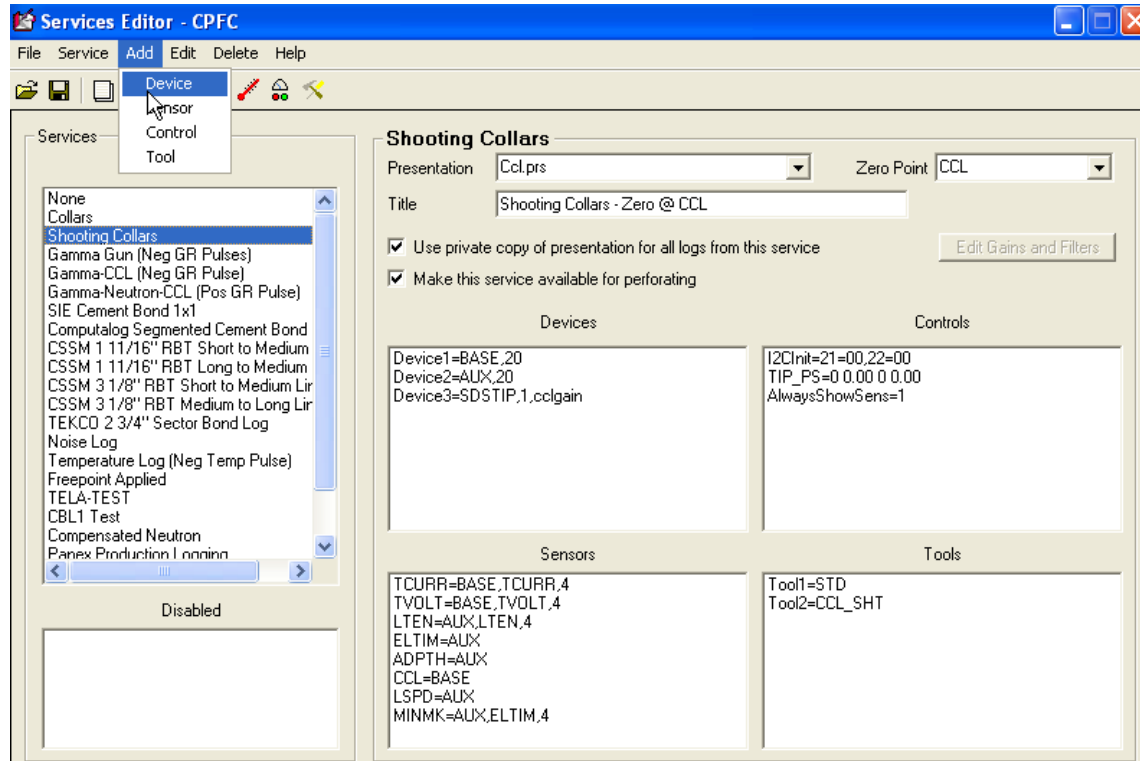 Services Editor - CPFC
File Service Add Edit Delete Help
Device
Sensor
Control
Tool
Services
None
Collars
Shooting Collars
Gamma Gun (Neg GR Pulses)
Gamma-CCL (Neg GR Pulse)
Gamma-Neutron-CCL (Pos GR Pulse)
SIE Cement Bond 1x1
Computalog Segmented Cement Bond
CSSM 1 11/16" RBT Short to Medium
CSSM 1 11/16" RBT Long to Medium
CSSM 3 1/8" RBT Short to Medium Lir
CSSM 3 1/8" RBT Medium to Long Lir
TEKCO 2 3/4" Sector Bond Log
Noise Log
Temperature Log (Neg Temp Pulse)
Freepoint Applied
TELA-TEST
CBL1 Test
Compensated Neutron
Panex Production Logging
Disabled
Shooting Collars
Presentation Ccl.prs Zero Point CCL
Title Shooting Collars - Zero @ CCL
Use private copy of presentation for all logs from this service
Edit Gains and Filters
Make this service available for perforating
Devices
Device1=BASE,20
Device2=AUX,20
Device3=SDSTIP,1,cclgain
Controls
I2CInit=21=00,22=00
TIP_PS=0 0.00 0 0.00
AlwaysShowSens=1
Sensors
TCURR=BASE,TCURR,4
TVOLT=BASE,TVOLT,4
LTEN=AUX,LTEN,4
ELTIM=AUX
ADPTH=AUX
CCL=BASE
LSPD=AUX
MINMK=AUX,ELTIM,4
Tools
Tool1=STD
Tool2=CCL_SHT